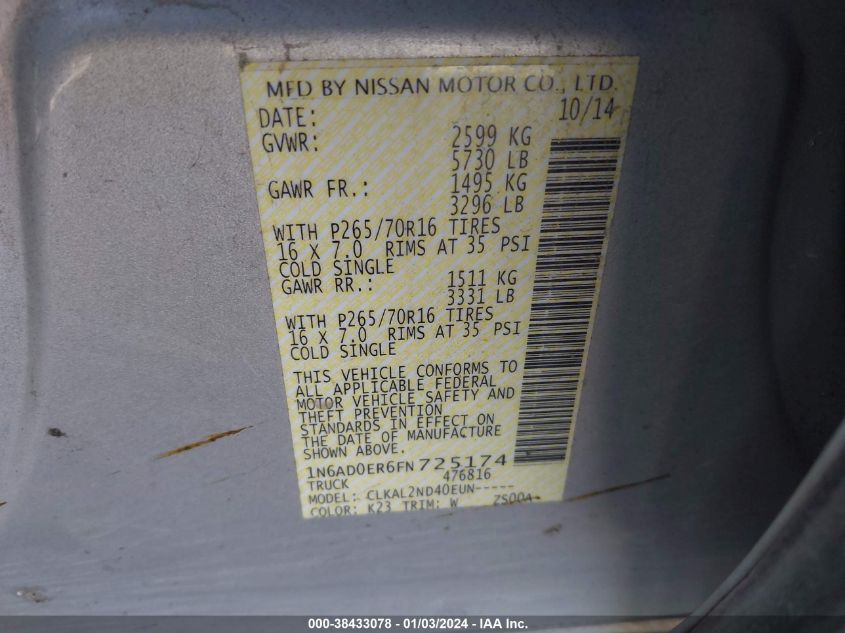 MFD BY NISSAN MOTOR CO., LTD.
DATE: 10/14
GVWR: 2599 KG
5730 LB
GAWR FR.: 1495 KG
3296 LB
WITH P265/70R16 TIRES
16 X 7.0 RIMS AT 35 PSI
COLD SINGLE
GAWR RR.: 1511 KG
3331 LB
WITH P265/70R16 TIRES
16 X 7.0 RIMS AT 35 PSI
COLD SINGLE
THIS VEHICLE CONFORMS TO
ALL APPLICABLE FEDERAL
MOTOR VEHICLE SAFETY AND
THEFT PREVENTION
STANDARDS IN EFFECT ON
THE DATE OF MANUFACTURE
SHOWN ABOVE.
1N6AD0ER6FN725174
TRUCK 476816
MODEL: CLKAL2ND40EUN-----
COLOR: K23 TRIM: W ZS00A
000-38433078 - 01/03/2024 - IAA Inc.